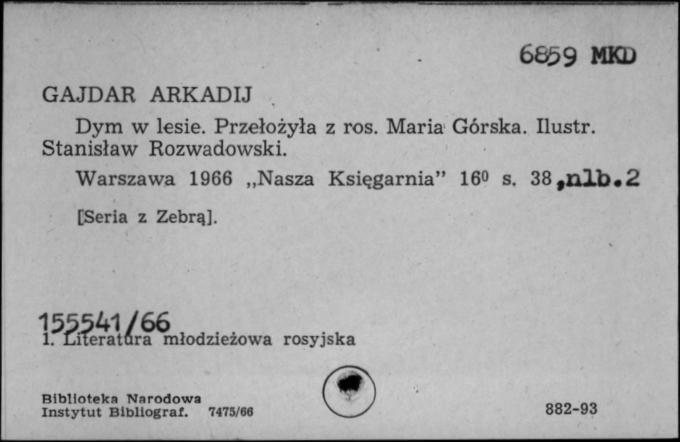 6859 MKD
GAJDAR ARKADIJ
Dym w lesie. Przełożyła z ros. Maria Górska. Ilustr.
Stanisław Rozwadowski.
Warszawa 1966 „Nasza Księgarnia” 16⁰ s. 38,nlb.2
[Seria z Zebrą].
155541/66
1. Literatura młodzieżowa rosyjska
Biblioteka Narodowa
Instytut Bibliograf. 7475/66
882-93